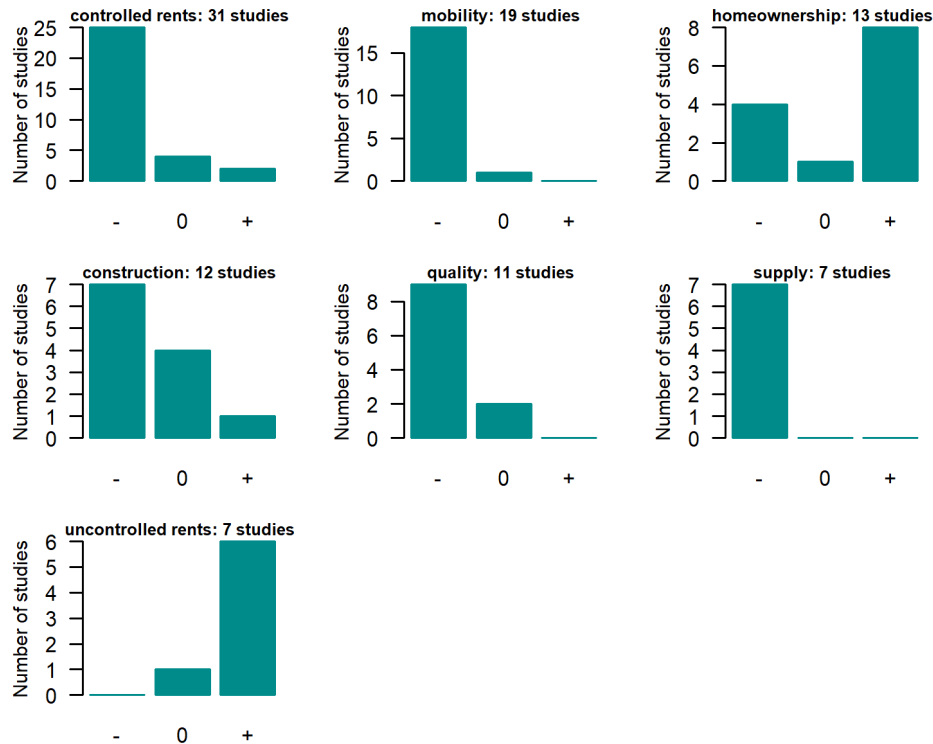 controlled rents: 31 studies
Number of studies
25
20
15
10
5
0
- 0 +
mobility: 19 studies
Number of studies
15
10
5
0
- 0 +
homeownership: 13 studies
Number of studies
8
6
4
2
0
- 0 +
construction: 12 studies
Number of studies
7
6
5
4
3
2
1
0
- 0 +
quality: 11 studies
Number of studies
8
6
4
2
0
- 0 +
supply: 7 studies
Number of studies
7
6
5
4
3
2
1
0
- 0 +
uncontrolled rents: 7 studies
Number of studies
6
5
4
3
2
1
0
- 0 +